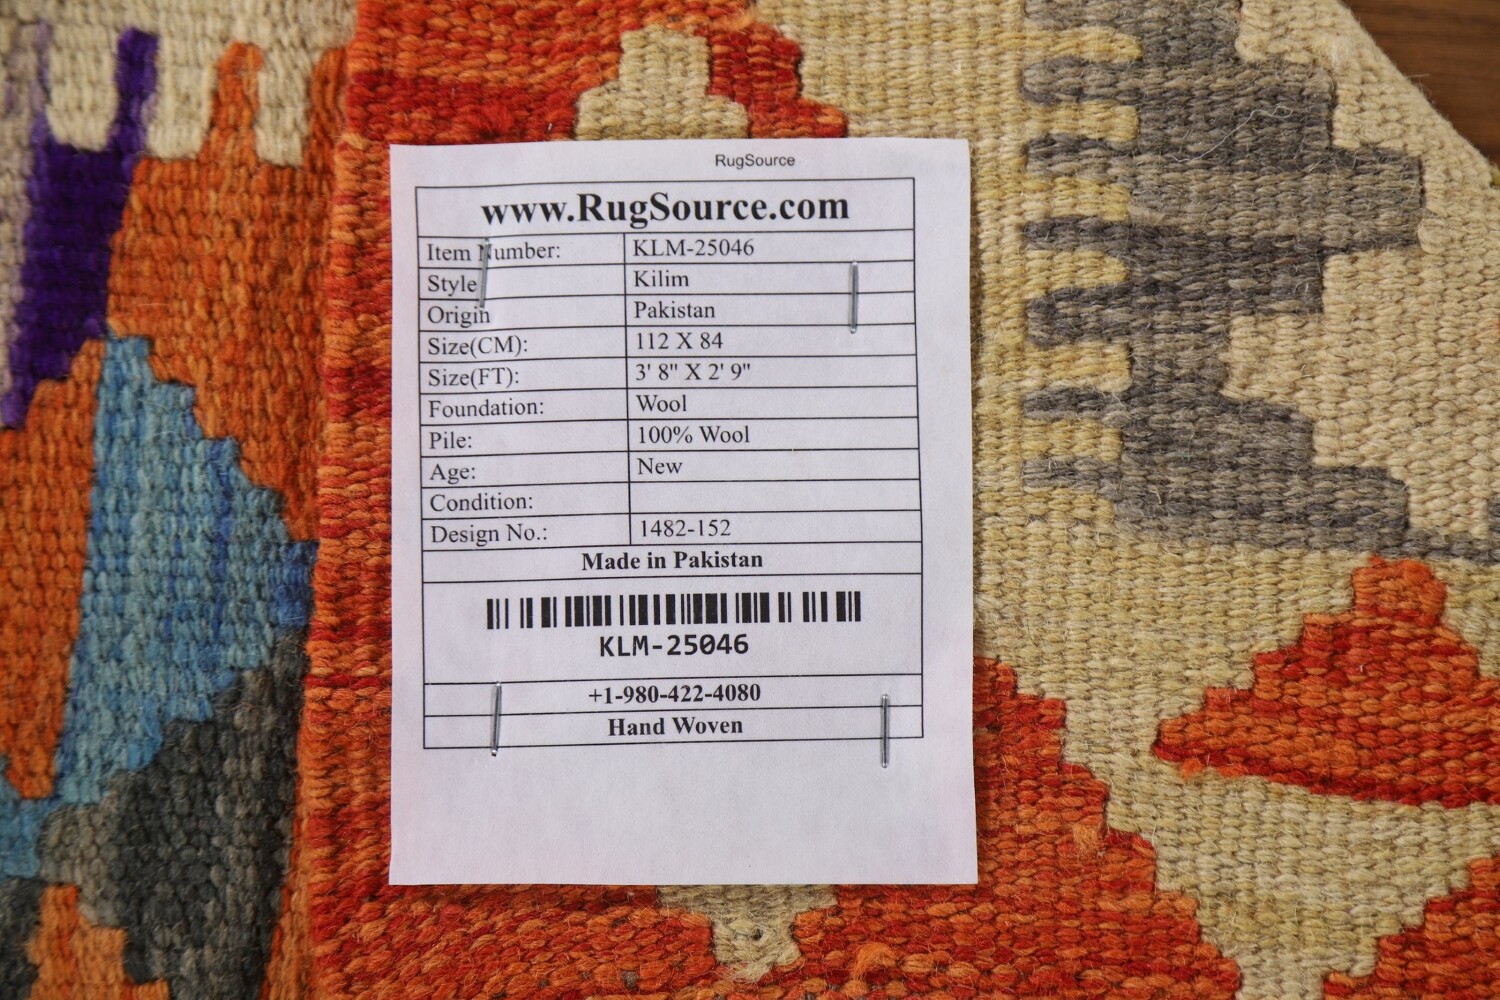 RugSource
www.RugSource.com
Item Number: KLM-25046
Style Kilim
Origin Pakistan
Size(CM): 112 X 84
Size(FT): 3' 8" X 2' 9"
Foundation: Wool
Pile: 100% Wool
Age: New
Condition:
Design No.: 1482-152
Made in Pakistan
KLM-25046
+1-980-422-4080
Hand Woven